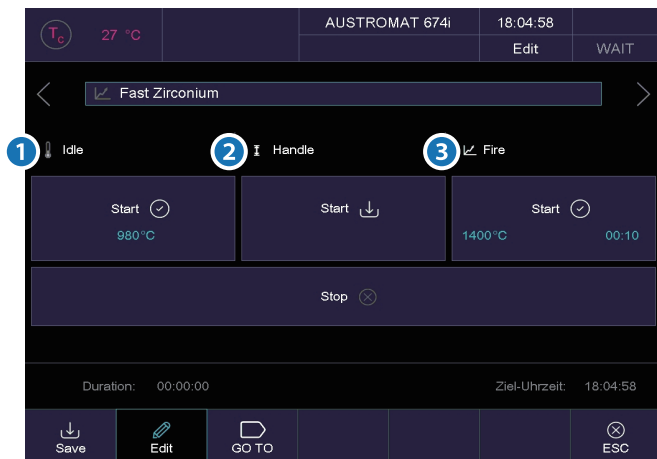 AUSTROMAT 674i 18:04:58
Tc 27 °C
Edit WAIT
Fast Zirconium
1 Idle 2 Handle 3 Fire
Start Start Start
980°C 1400°C 00:10
Stop
Duration: 00:00:00 Ziel-Uhrzeit: 18:04:58
Save Edit GO TO ESC